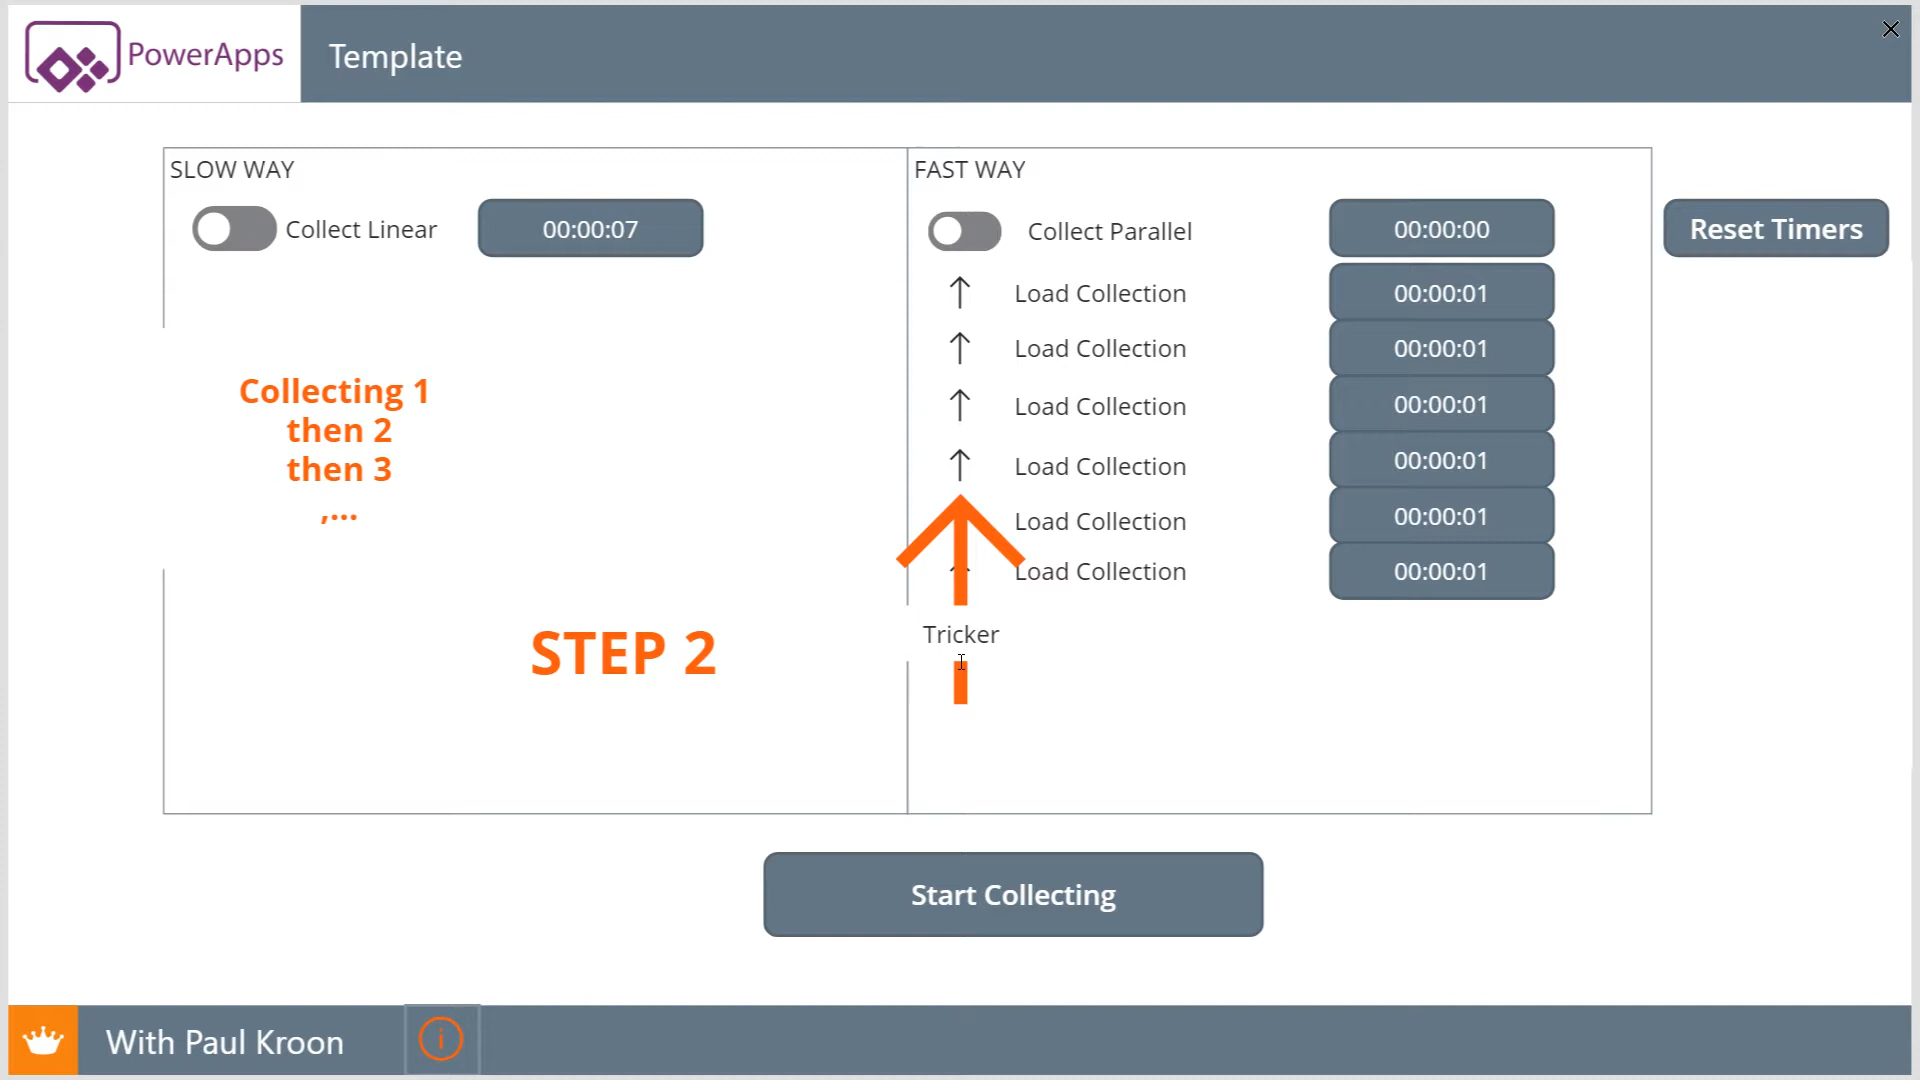 PowerApps
Template
SLOW WAY
Collect Linear
00:00:07
Collecting 1
then 2
then 3
,...
STEP 2
FAST WAY
Collect Parallel
00:00:00
Load Collection
00:00:01
Load Collection
00:00:01
Load Collection
00:00:01
Load Collection
00:00:01
Load Collection
00:00:01
Load Collection
00:00:01
Tricker
Reset Timers
Start Collecting
With Paul Kroon